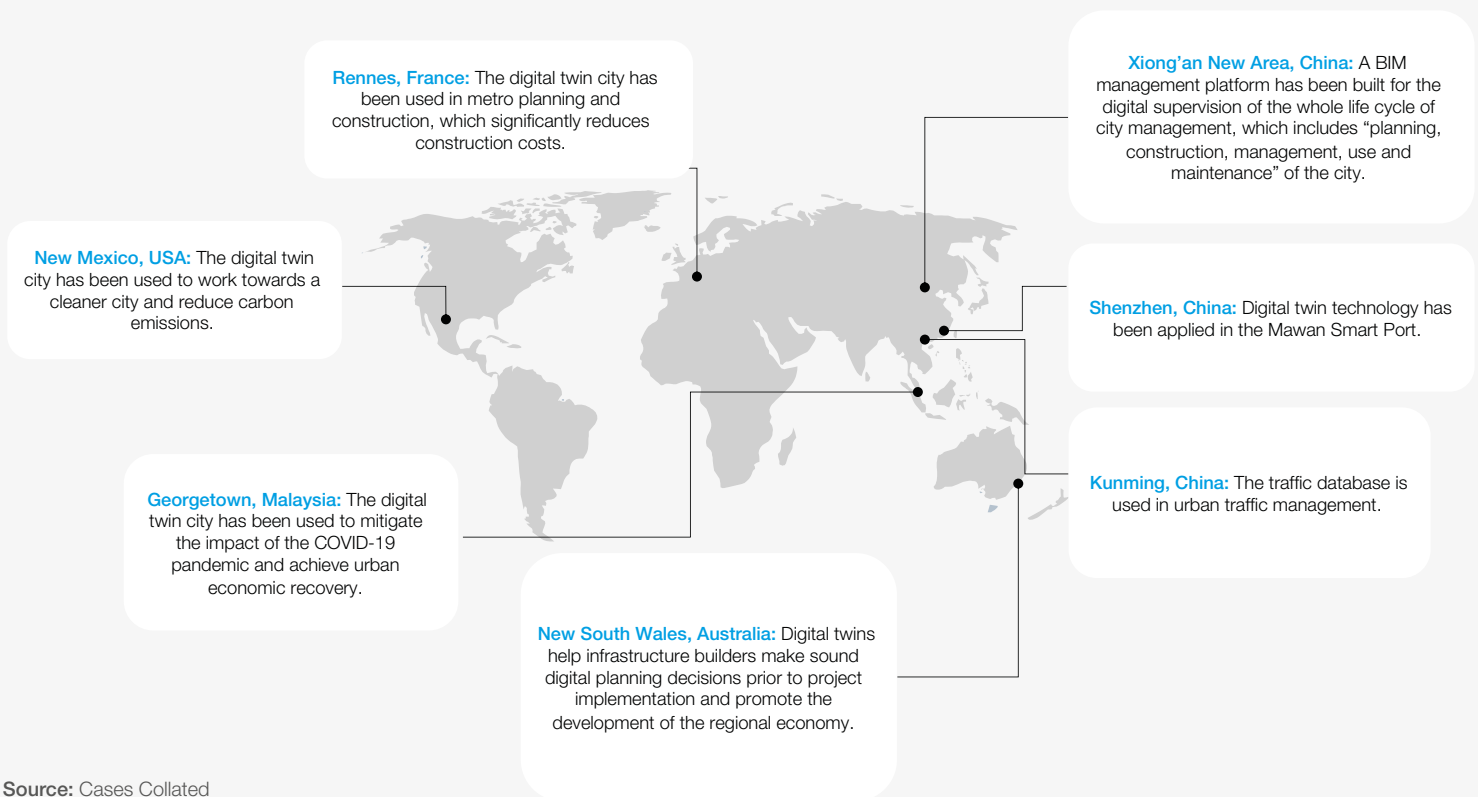 Rennes, France: The digital twin city has
been used in metro planning and
construction, which significantly reduces
construction costs.
Xiong’an New Area, China: A BIM
management platform has been built for the
digital supervision of the whole life cycle of
city management, which includes “planning,
construction, management, use and
maintenance” of the city.
New Mexico, USA: The digital twin
city has been used to work towards a
cleaner city and reduce carbon
emissions.
Shenzhen, China: Digital twin technology has
been applied in the Mawan Smart Port.
Georgetown, Malaysia: The digital
twin city has been used to mitigate
the impact of the COVID-19
pandemic and achieve urban
economic recovery.
Kunming, China: The traffic database is
used in urban traffic management.
New South Wales, Australia: Digital twins
help infrastructure builders make sound
digital planning decisions prior to project
implementation and promote the
development of the regional economy.
Source: Cases Collated